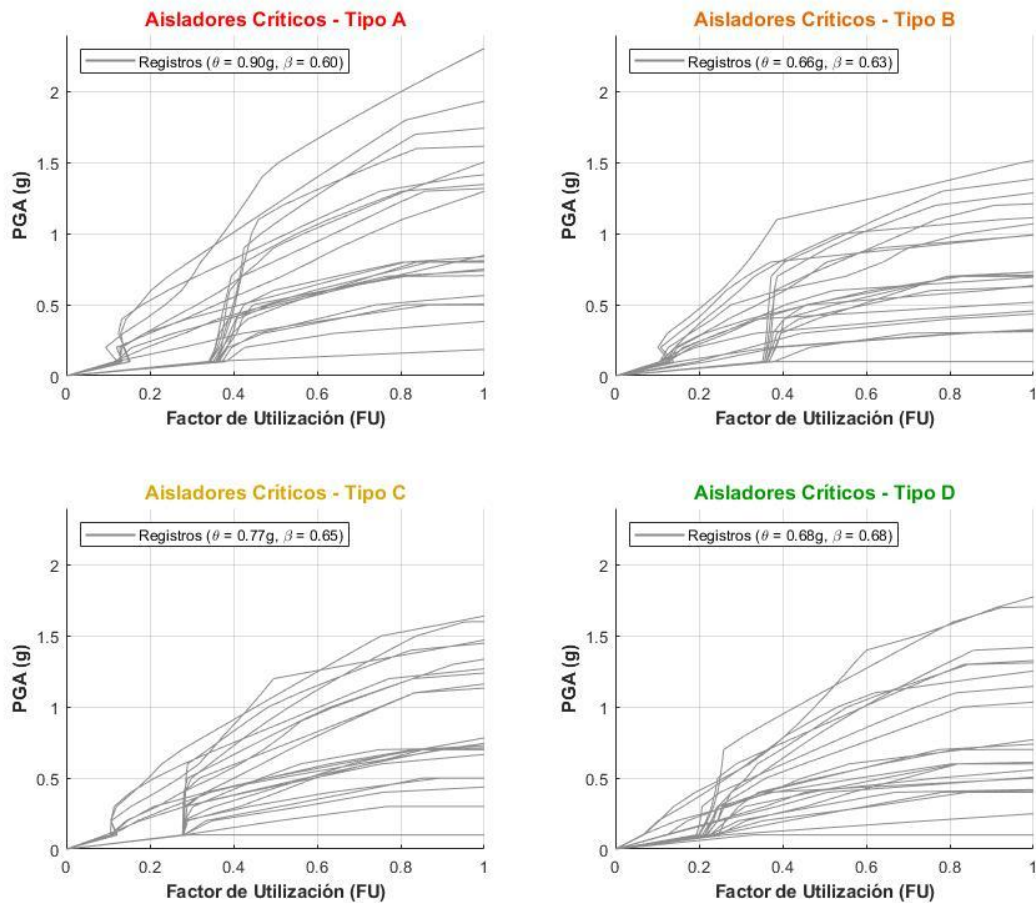 Aisladores Críticos - Tipo A
Registros (θ = 0.90g, β = 0.60)
PGA (g)
2
1.5
1
0.5
0
0 0.2 0.4 0.6 0.8 1
Factor de Utilización (FU)
Aisladores Críticos - Tipo B
Registros (θ = 0.66g, β = 0.63)
PGA (g)
2
1.5
1
0.5
0
0 0.2 0.4 0.6 0.8 1
Factor de Utilización (FU)
Aisladores Críticos - Tipo C
Registros (θ = 0.77g, β = 0.65)
PGA (g)
2
1.5
1
0.5
0
0 0.2 0.4 0.6 0.8 1
Factor de Utilización (FU)
Aisladores Críticos - Tipo D
Registros (θ = 0.68g, β = 0.68)
PGA (g)
2
1.5
1
0.5
0
0 0.2 0.4 0.6 0.8 1
Factor de Utilización (FU)